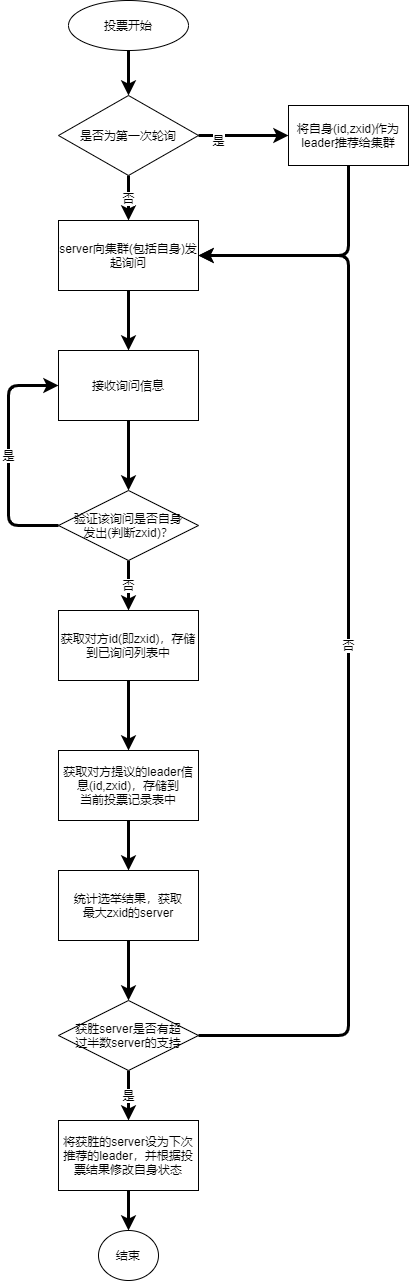 投票开始
是否为第一次轮询
是
将自身(id,zxid)作为
leader推荐给集群
否
server向集群(包括自身)发
起询问
接收询问信息
是
验证该询问是否自身
发出(判断zxid)?
否
获取对方id(即zxid)，存储
到已询问列表中
否
获取对方提议的leader信
息(id,zxid)，存储到
当前投票记录表中
统计选举结果，获取
最大zxid的server
获胜server是否有超
过半数server的支持
是
将获胜的server设为下次
推荐的leader，并根据投
票结果修改自身状态
结束